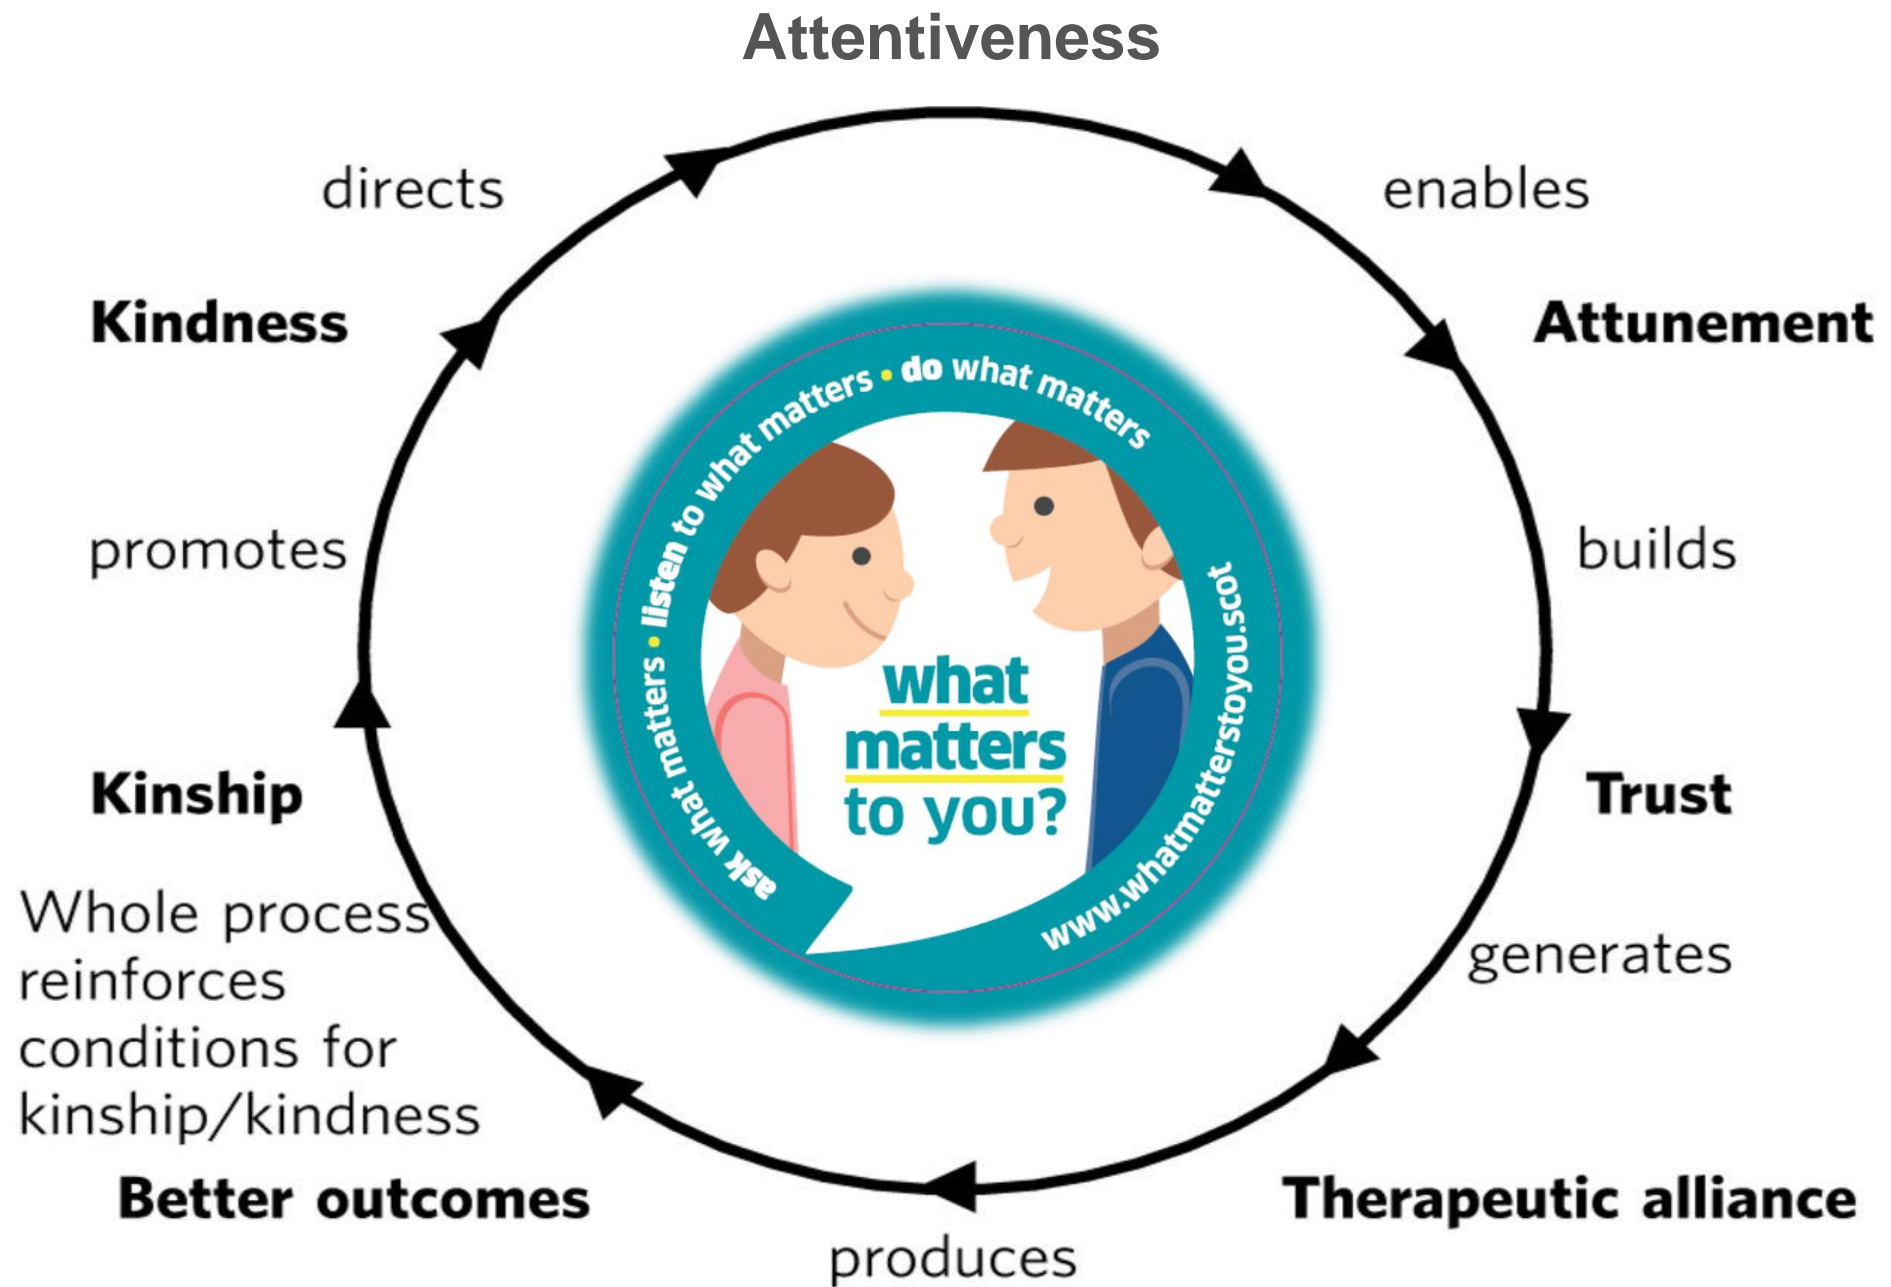 Attentiveness
directs
enables
Kindness
Attunement
promotes
builds
Kinship
Trust
Whole process
reinforces
conditions for
kinship/kindness
generates
Better outcomes
Therapeutic alliance
produces
ask what matters • listen to what matters • do what matters
what
matters
to you?
www.whatmatterstoyou.scot